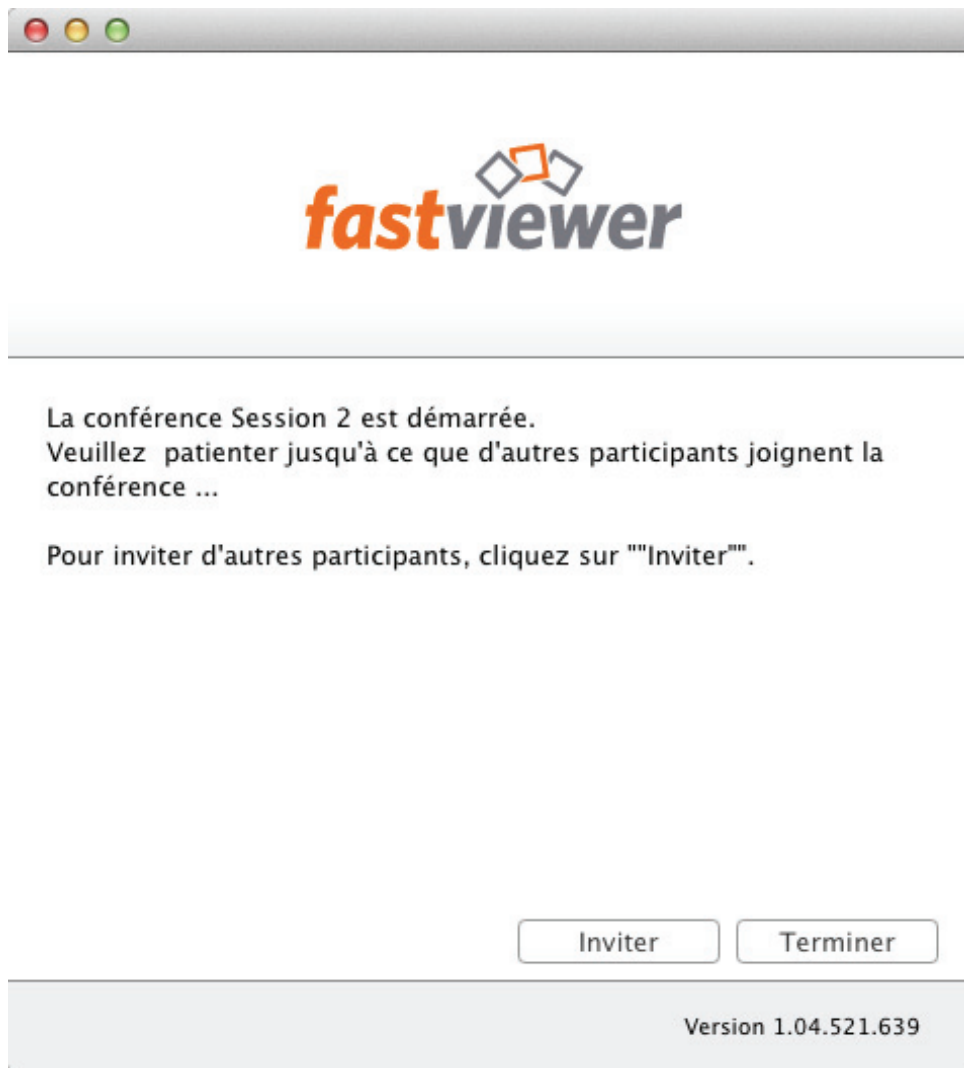 fastviewer
La conférence Session 2 est démarrée.
Veuillez  patienter jusqu'à ce que d'autres participants joignent la
conférence ...
Pour inviter d'autres participants, cliquez sur ""Inviter"".
Inviter
Terminer
Version 1.04.521.639